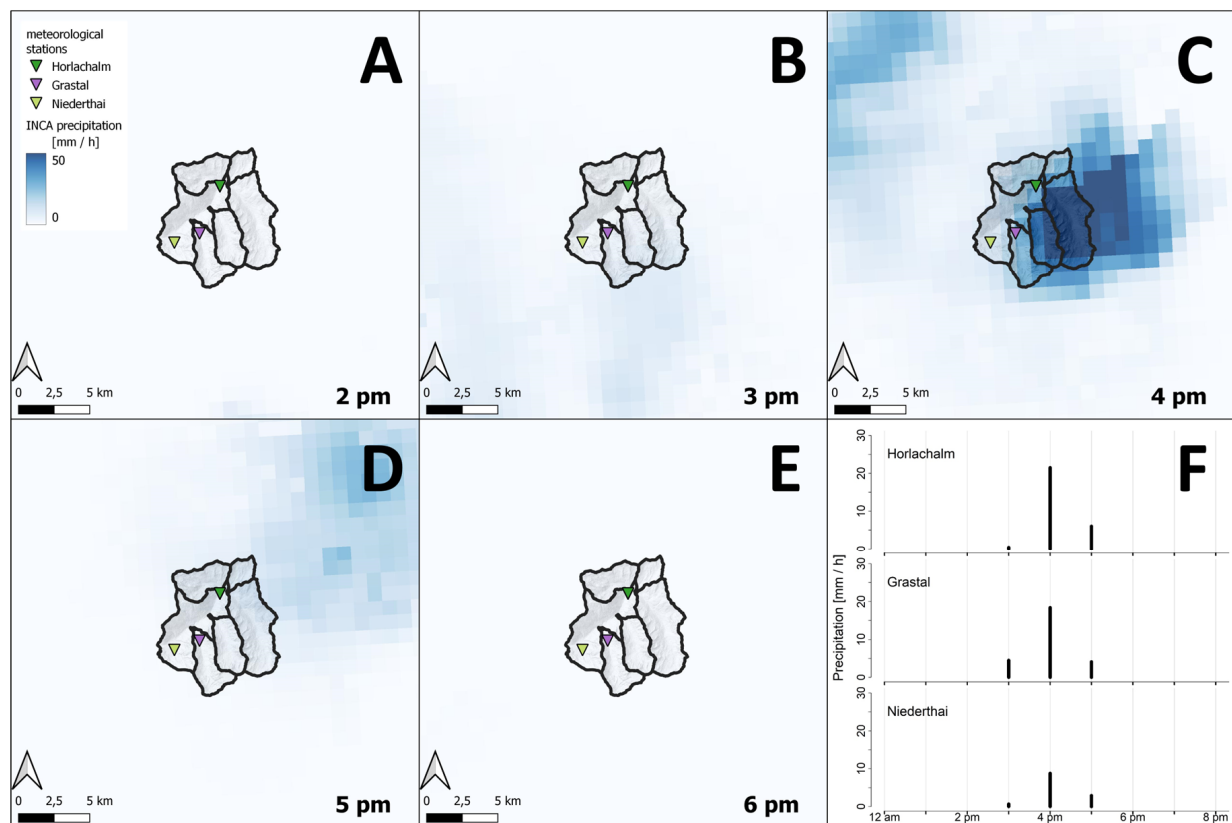 meteorological
stations
Horlachalm
Grastal
Niederthai
INCA precipitation
[mm / h]
50
0
A
0 2,5 5 km
2 pm
B
0 2,5 5 km
3 pm
C
0 2,5 5 km
4 pm
D
0 2,5 5 km
5 pm
E
0 2,5 5 km
6 pm
F
Precipitation [mm / h]
30
20
10
0
Horlachalm
30
20
10
0
Grastal
30
20
10
0
Niederthai
12 am 2 pm 4 pm 6 pm 8 pm